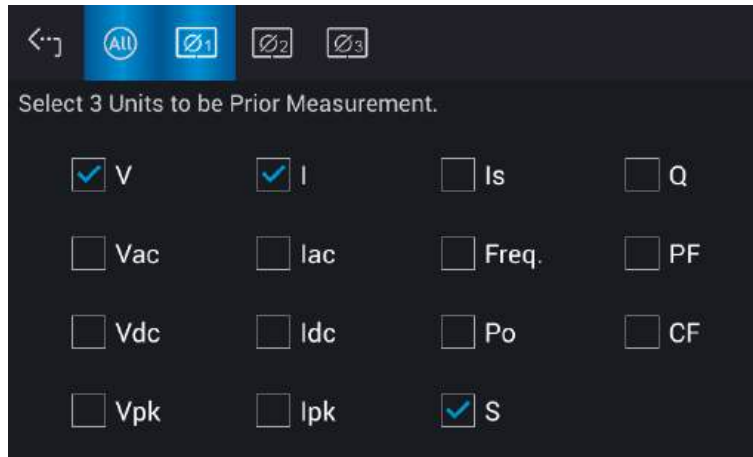 All Ø1 Ø2 Ø3
Select 3 Units to be Prior Measurement.
V I Is Q
Vac Iac Freq. PF
Vdc Idc Po CF
Vpk Ipk S